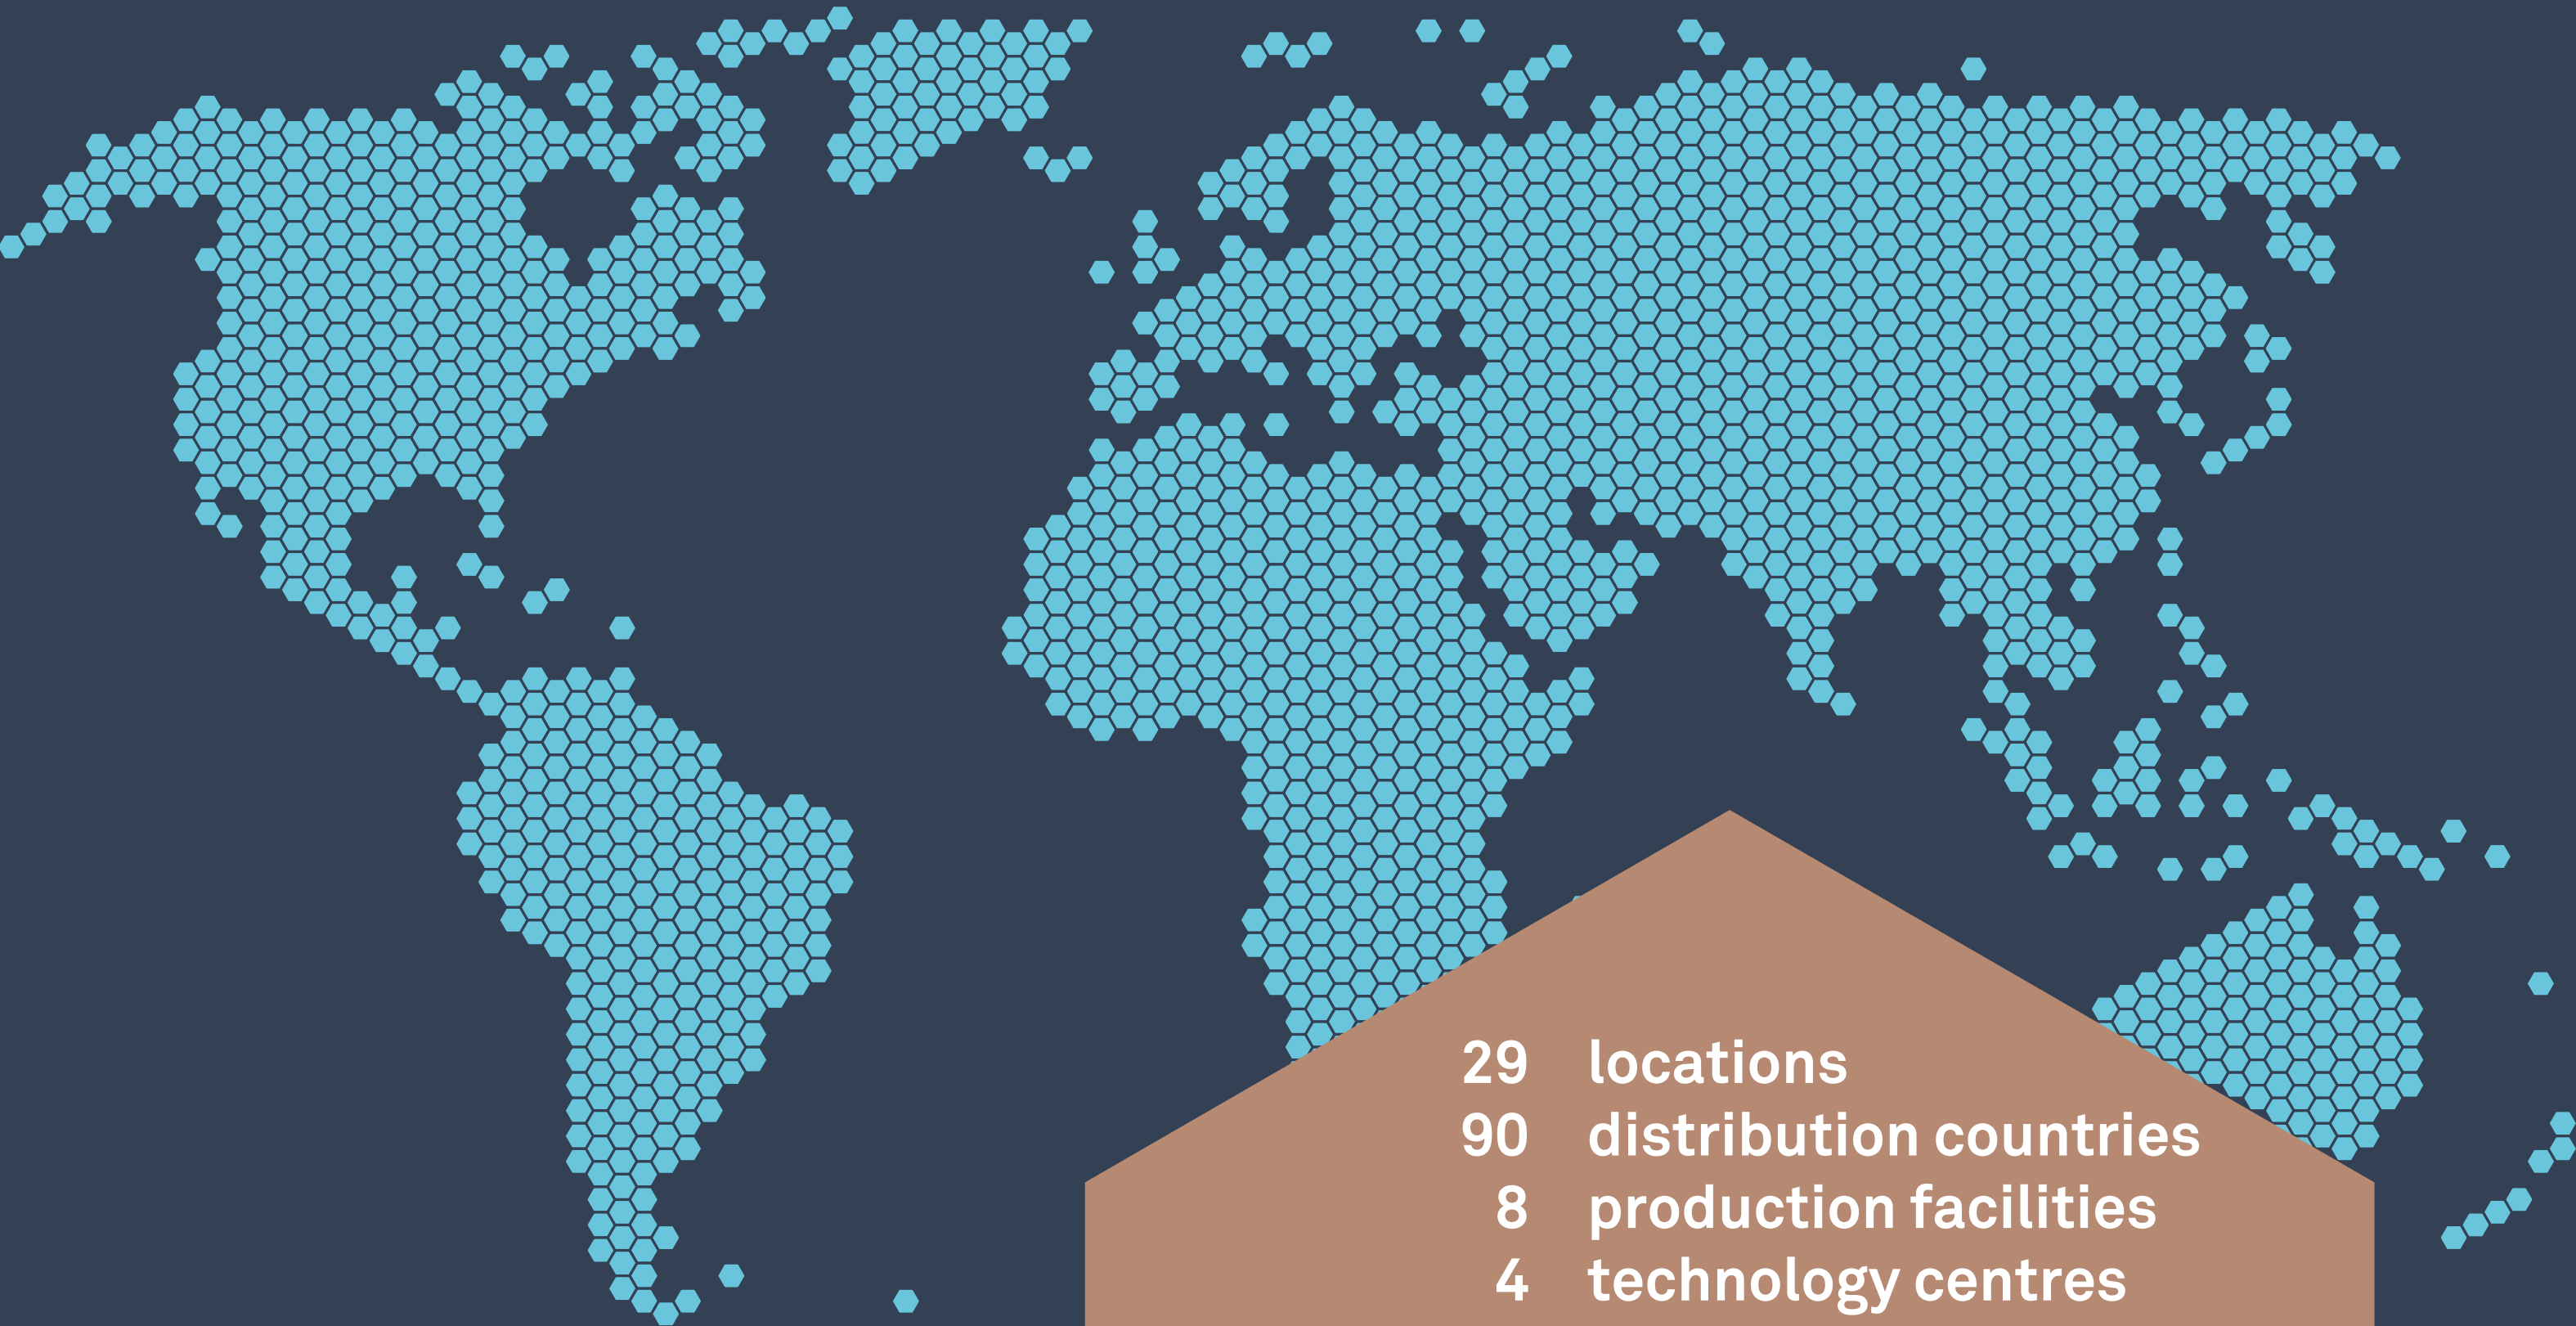 29 locations
90 distribution countries
8 production facilities
4 technology centres